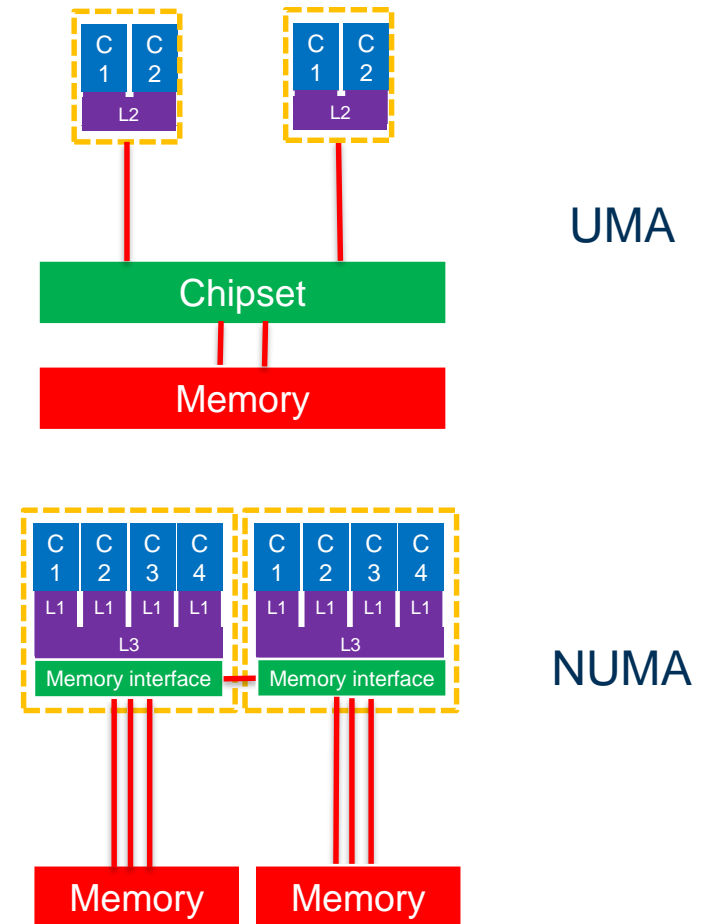 C C
1 2
L2
C C
1 2
L2
UMA
Chipset
Memory
C C C C
1 2 3 4
L1 L1 L1 L1
L3
Memory interface
C C C C
1 2 3 4
L1 L1 L1 L1
L3
Memory interface
NUMA
Memory
Memory